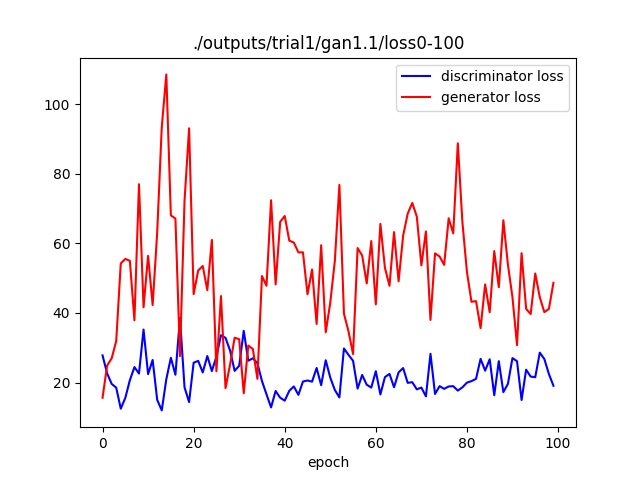 ./outputs/trial1/gan1.1/loss0-100
discriminator loss
generator loss
100
80
60
40
20
0 20 40 60 80 100
epoch